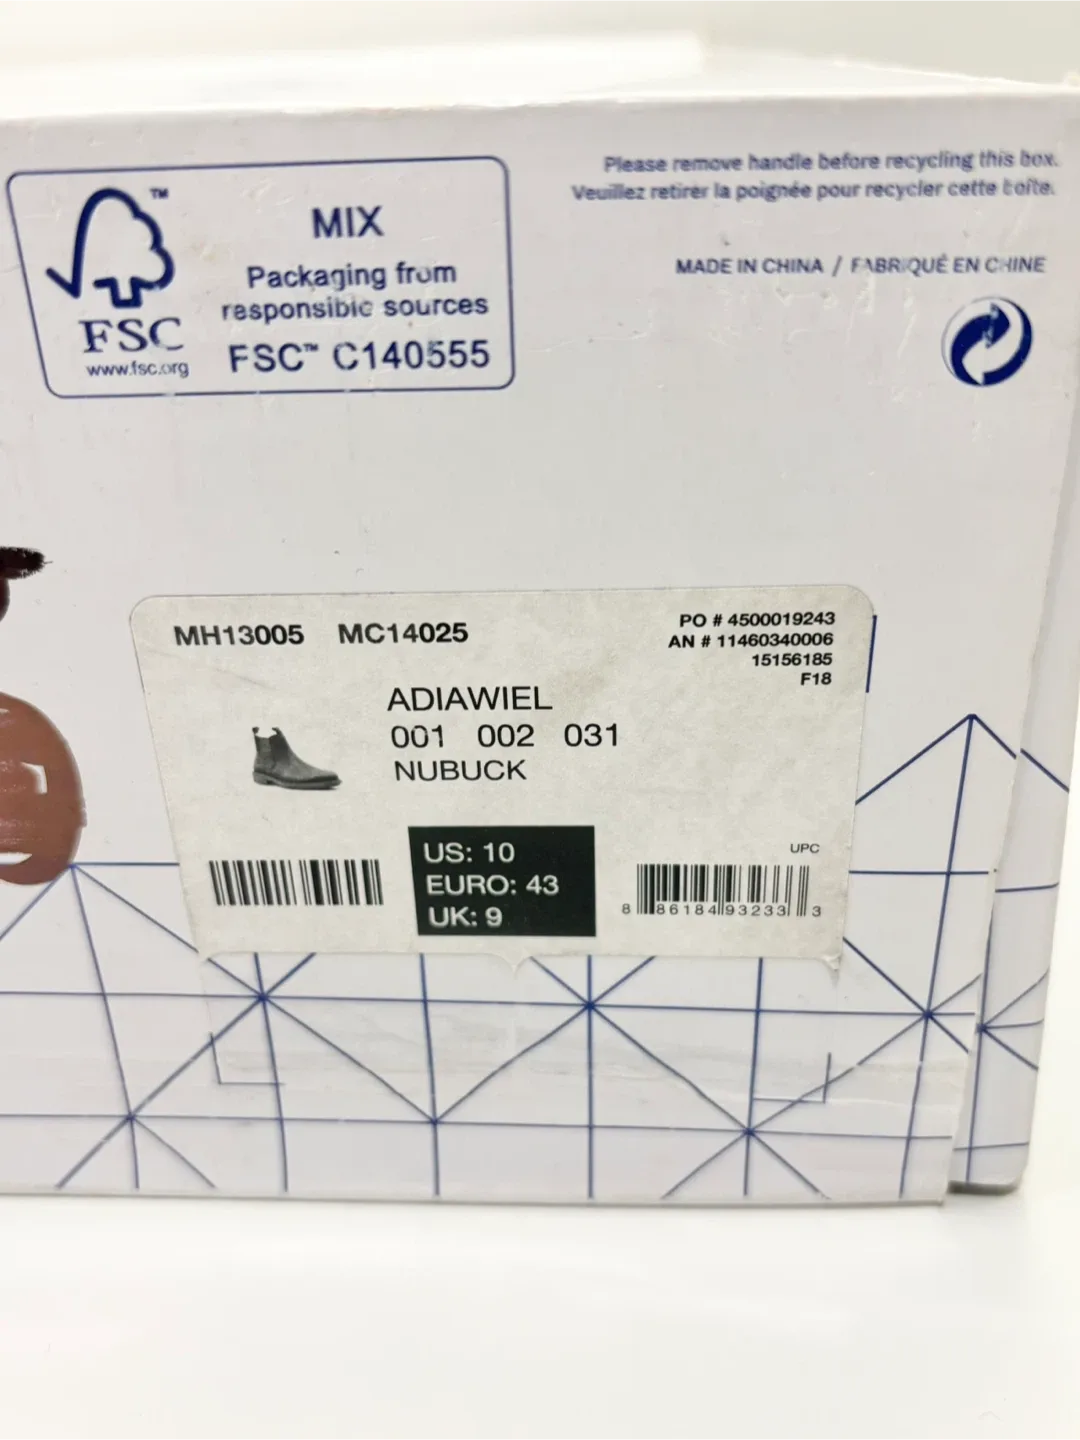 TM
MIX
Packaging from
responsible sources
FSC
www.fsc.org
FSC™ C140555
Please remove handle before recycling this box.
Veuillez retirer la poignée pour recycler cette boîte.
MADE IN CHINA / FABRIQUÉ EN CHINE
MH13005 MC14025
PO # 4500019243
AN # 11460340006
15156185
F18
ADIAWIEL
001 002 031
NUBUCK
US: 10
EURO: 43
UK: 9
UPC
8 86184 93233 3